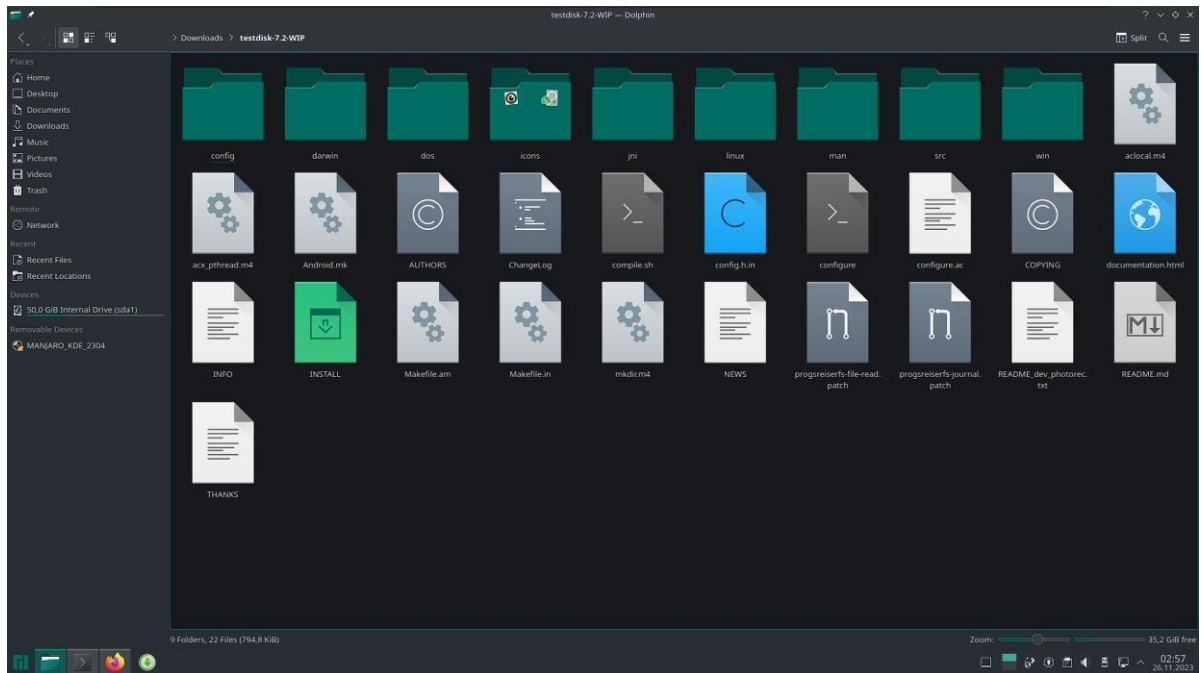 testdisk-7.2-WIP — Dolphin
> Downloads > testdisk-7.2-WIP
Split
Places
Home
Desktop
Documents
Downloads
Music
Pictures
Videos
Trash
Remote
Network
Recent
Recent Files
Recent Locations
Devices
50,0 GiB Internal Drive (sda1)
Removable Devices
MANJARO_KDE_2304
config darwin dos icons jni linux man src win aclocal.m4
acx_pthread.m4 Android.mk AUTHORS ChangeLog compile.sh config.h.in configure configure.ac COPYING documentation.html
INFO INSTALL Makefile.am Makefile.in mkdir.m4 NEWS progsreiserfs-file-read.patch progsreiserfs-journal.patch README_dev_photorec.txt README.md
THANKS
9 Folders, 22 Files (794,8 KiB)
Zoom:
35,2 GiB free
02:57
26.11.2023